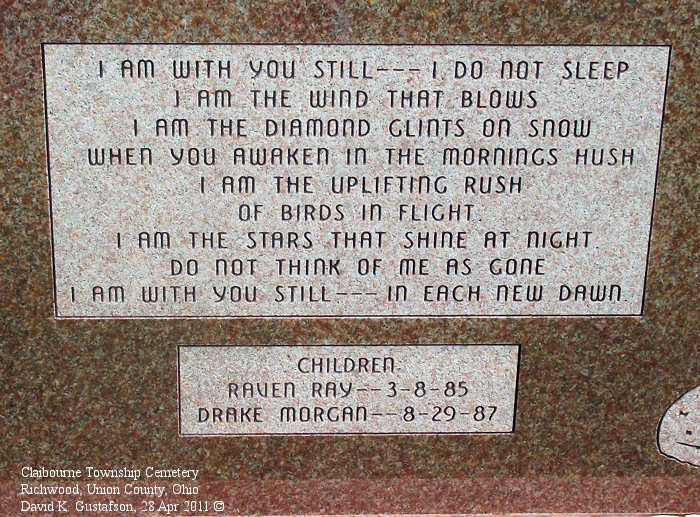 I AM WITH YOU STILL---I DO NOT SLEEP
I AM THE WIND THAT BLOWS
I AM THE DIAMOND GLINTS ON SNOW
WHEN YOU AWAKEN IN THE MORNINGS HUSH
I AM THE UPLIFTING RUSH
OF BIRDS IN FLIGHT.
I AM THE STARS THAT SHINE AT NIGHT.
DO NOT THINK OF ME AS GONE
I AM WITH YOU STILL---IN EACH NEW DAWN.
CHILDREN
RAVEN RAY--3-8-85
DRAKE MORGAN--8-29-87
Claibourne Township Cemetery
Richwood, Union County, Ohio
David K. Gustafson, 28 Apr 2011 ©